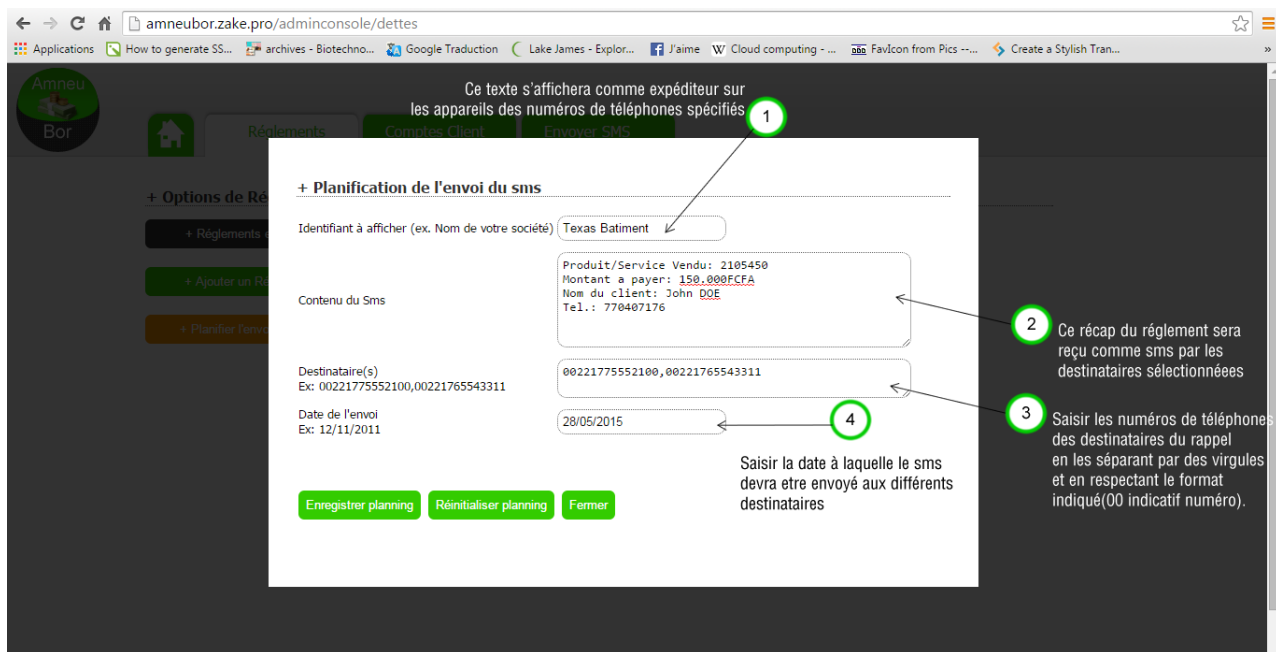 amneubor.zake.pro/adminconsole/dettes
Applications How to generate SS... archives - Biotechno... Google Traduction Lake James - Explor... J'aime W Cloud computing - ... FavIcon from Pics --... Create a Stylish Tran... »
Amneu
Bor
Réglements Comptes Client Envoyer SMS
Ce texte s'affichera comme expéditeur sur
les appareils des numéros de téléphones spécifiés
1
+ Options de Ré
+ Réglements e
+ Ajouter un Ré
+ Planifier l'envo
+ Planification de l'envoi du sms
Identifiant à afficher (ex. Nom de votre société) Texas Batiment
Contenu du Sms
Produit/Service Vendu: 2105450
Montant a payer: 150.000FCFA
Nom du client: John DOE
Tel.: 770407176
2
Ce récap du réglement sera
reçu comme sms par les
destinataires sélectionnéees
Destinataire(s)
Ex: 00221775552100,00221765543311
00221775552100,00221765543311
3
Saisir les numéros de téléphones
des destinataires du rappel
en les séparant par des virgules
et en respectant le format
indiqué(00 indicatif numéro).
Date de l'envoi
Ex: 12/11/2011
28/05/2015
4
Saisir la date à laquelle le sms
devra etre envoyé aux différents
destinataires
Enregistrer planning Réinitialiser planning Fermer